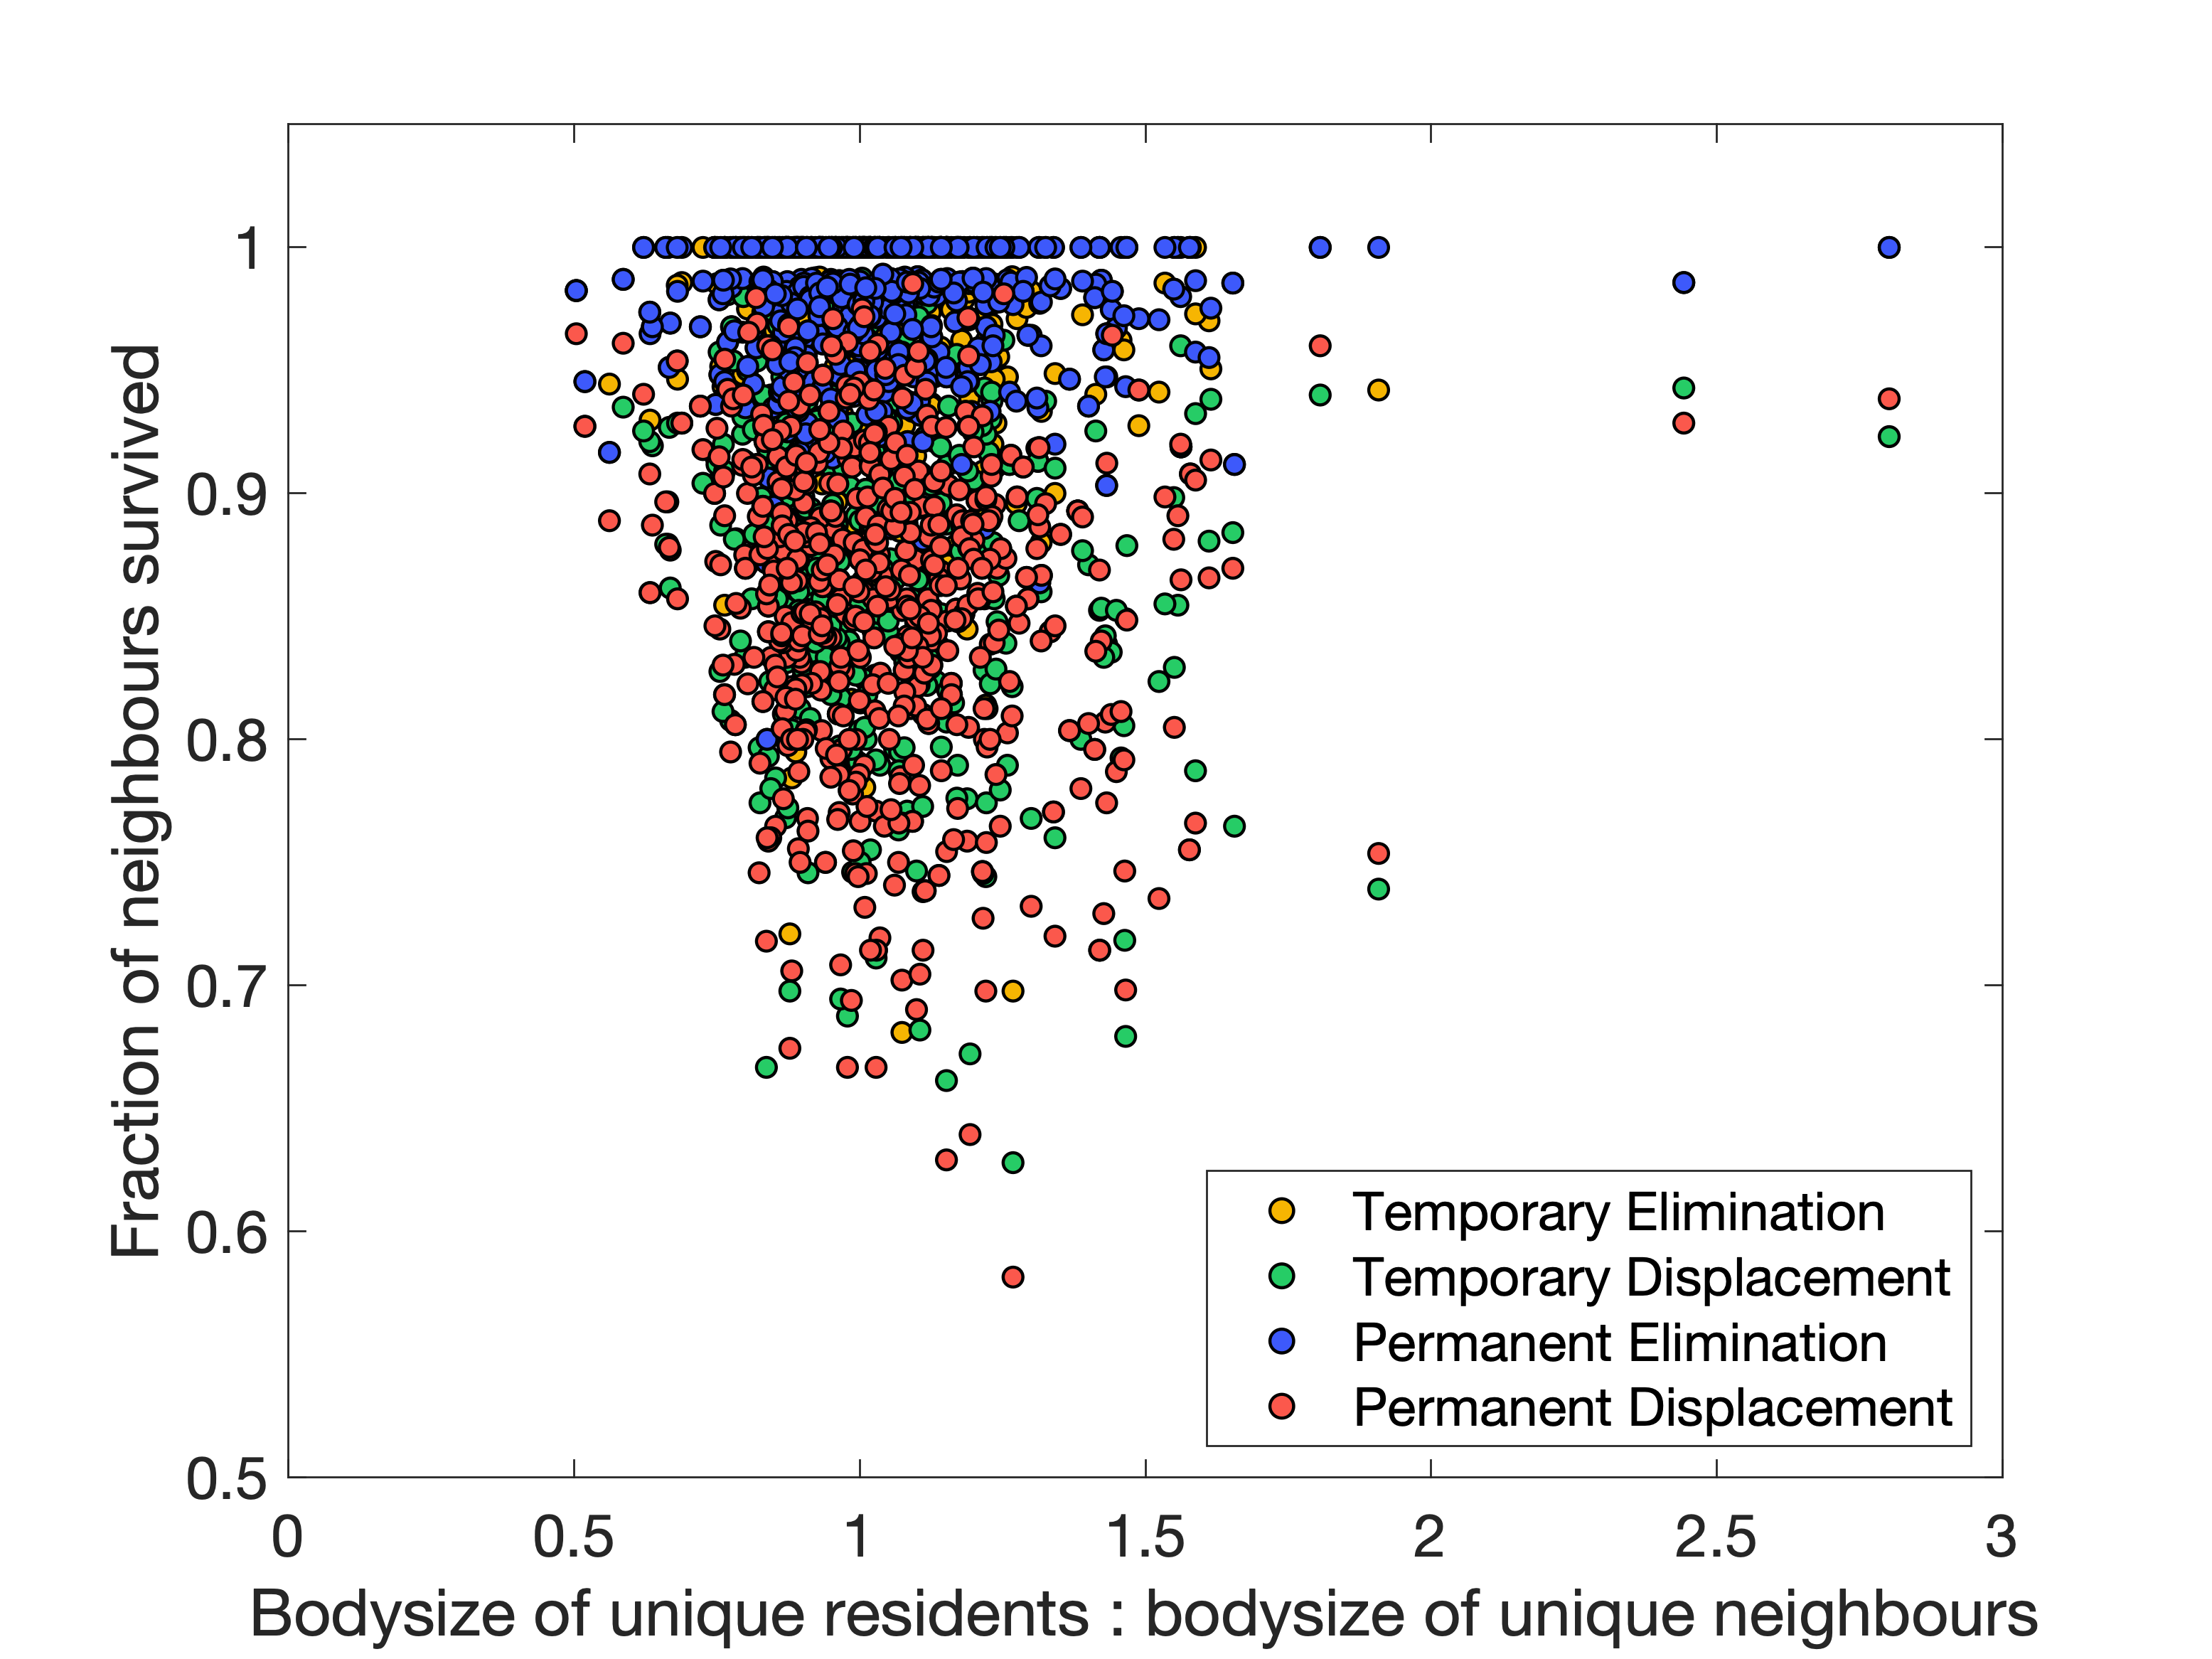 Fraction of neighbours survived
1
0.9
0.8
0.7
0.6
0.5
0
0.5
1
1.5
2
2.5
3
Bodysize of unique residents : bodysize of unique neighbours
Temporary Elimination
Temporary Displacement
Permanent Elimination
Permanent Displacement